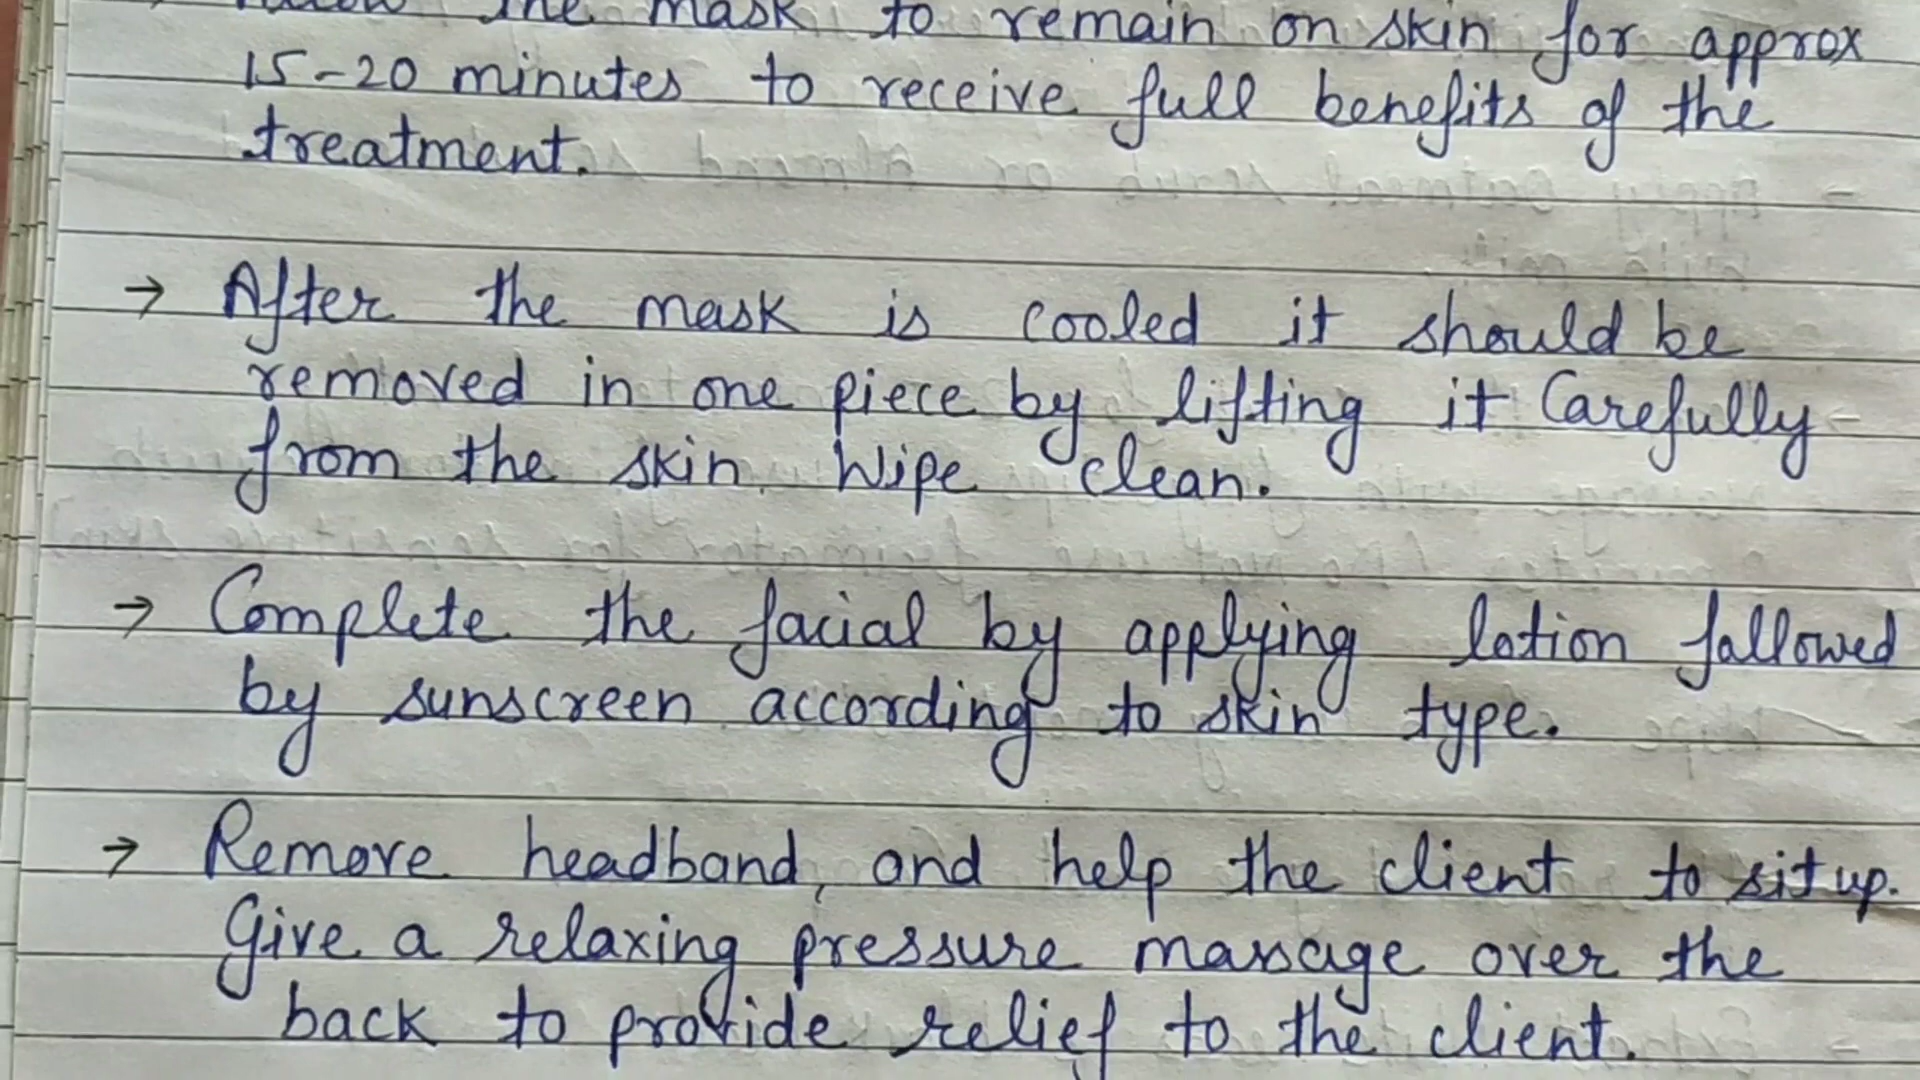 the mask to remain on skin for approx
15-20 minutes to receive full benefits of the
treatment.
→ After the mask is cooled it should be
removed in one piece by lifting it Carefully
from the skin. Wipe clean.
→ Complete the facial by applying lotion fallowed
by sunscreen according to skin type.
→ Remove headband, and help the client to sit up.
Give a relaxing pressure massage over the
back to provide relief to the client.